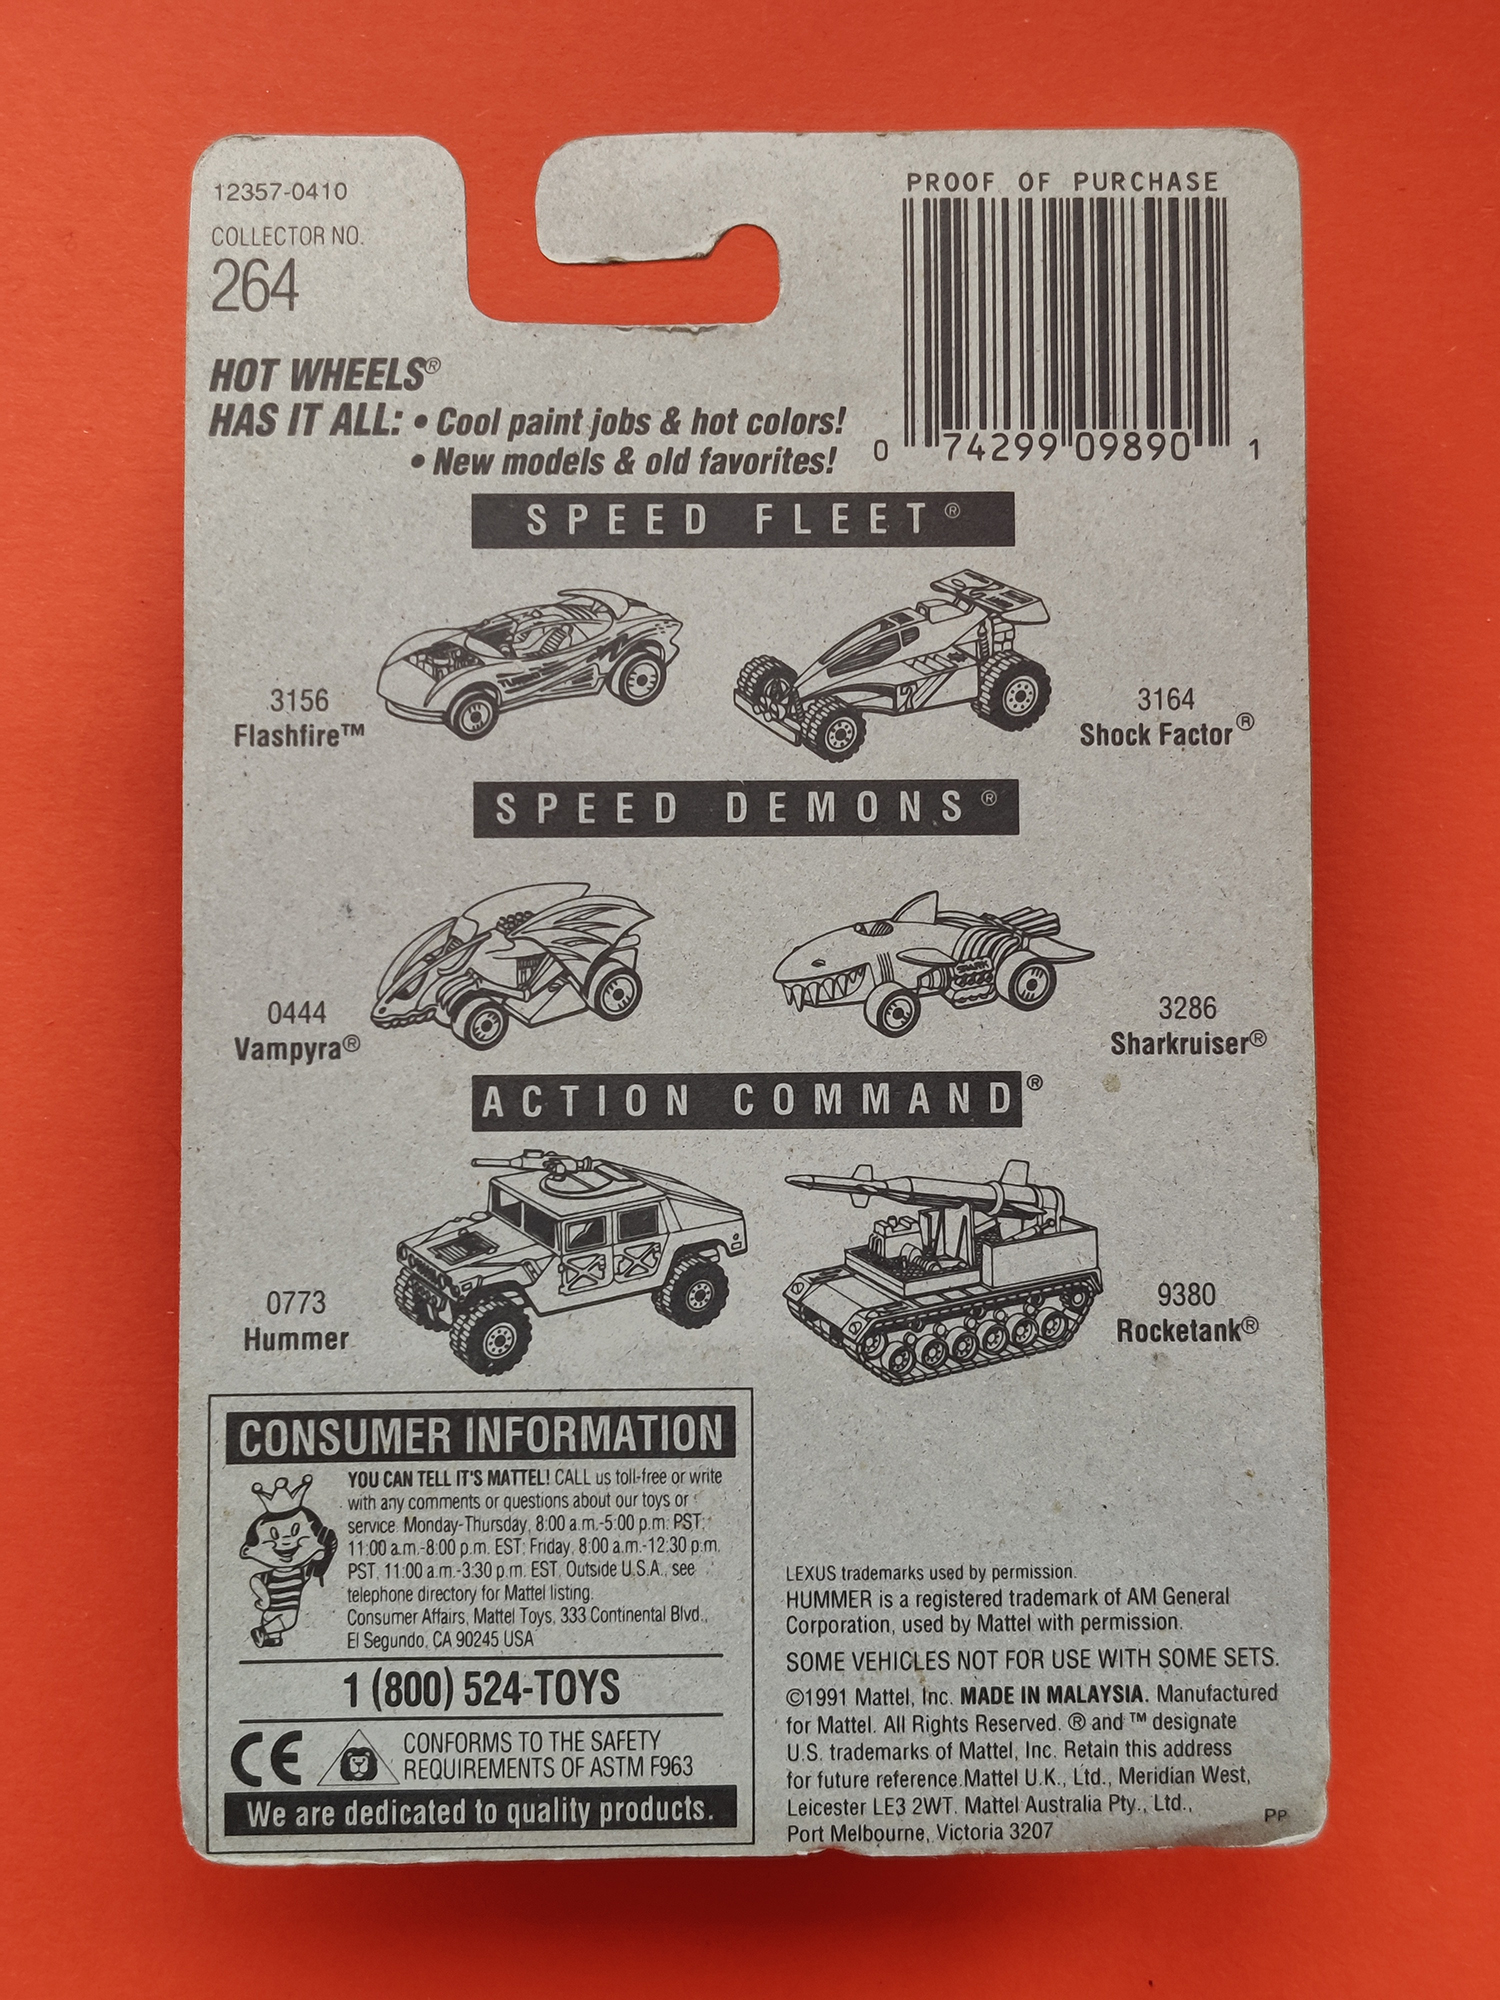 12357-0410
COLLECTOR NO.
264
PROOF OF PURCHASE
0 74299 09890 1
HOT WHEELS®
HAS IT ALL: • Cool paint jobs & hot colors!
• New models & old favorites!
SPEED FLEET®
3156
Flashfire™
3164
Shock Factor®
SPEED DEMONS®
0444
Vampyra®
3286
Sharkruiser®
ACTION COMMAND®
0773
Hummer
9380
Rocketank®
CONSUMER INFORMATION
YOU CAN TELL IT'S MATTEL! CALL us toll-free or write
with any comments or questions about our toys or
service. Monday-Thursday, 8:00 a.m.-5:00 p.m. PST;
11:00 a.m.-8:00 p.m. EST; Friday, 8:00 a.m.-12:30 p.m.
PST, 11:00 a.m.-3:30 p.m. EST. Outside U.S.A., see
telephone directory for Mattel listing.
Consumer Affairs, Mattel Toys, 333 Continental Blvd.,
El Segundo, CA 90245 USA
1 (800) 524-TOYS
CE
CONFORMS TO THE SAFETY
REQUIREMENTS OF ASTM F963
We are dedicated to quality products.
LEXUS trademarks used by permission.
HUMMER is a registered trademark of AM General
Corporation, used by Mattel with permission.
SOME VEHICLES NOT FOR USE WITH SOME SETS.
©1991 Mattel, Inc. MADE IN MALAYSIA. Manufactured
for Mattel. All Rights Reserved. ® and ™ designate
U.S. trademarks of Mattel, Inc. Retain this address
for future reference.Mattel U.K., Ltd., Meridian West,
Leicester LE3 2WT. Mattel Australia Pty., Ltd.,
Port Melbourne, Victoria 3207
PP